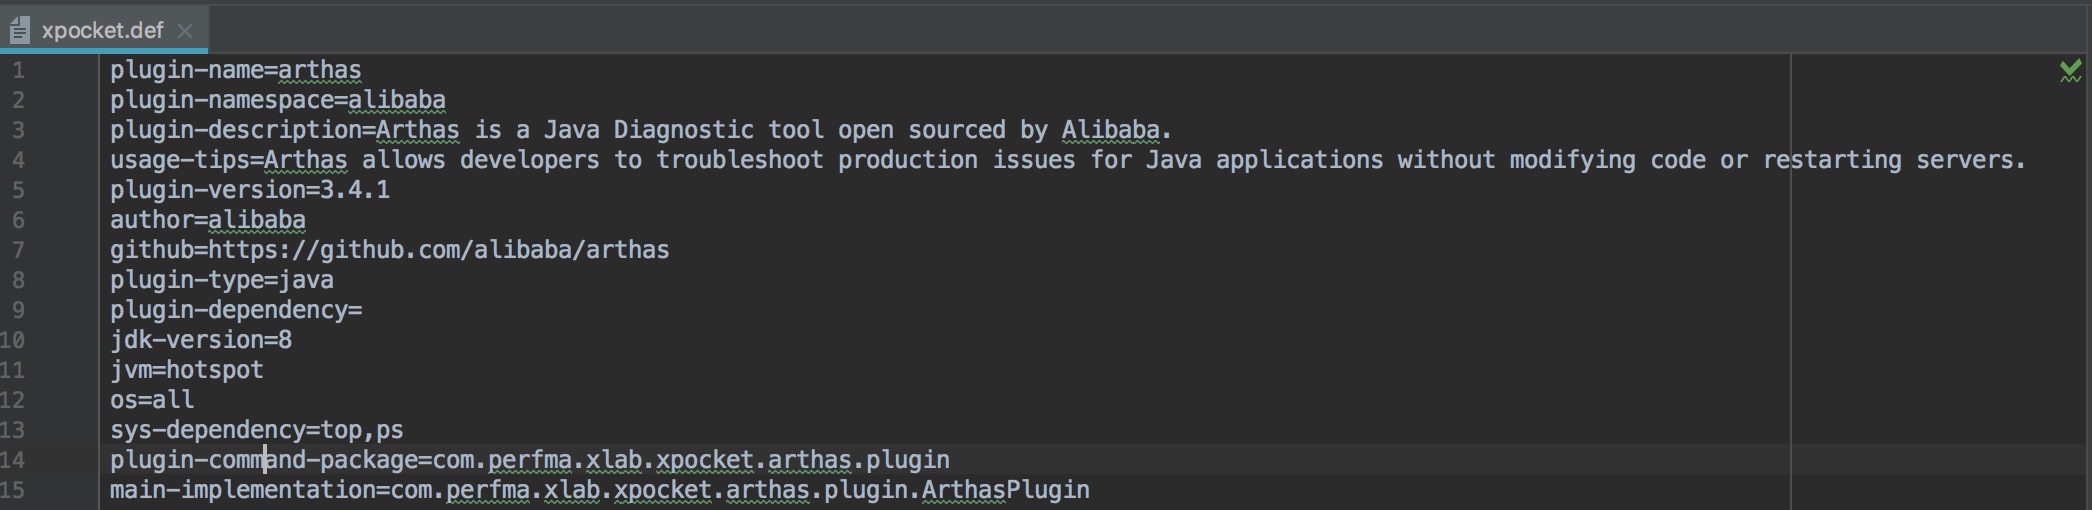 xpocket.def
1 plugin-name=arthas
2 plugin-namespace=alibaba
3 plugin-description=Arthas is a Java Diagnostic tool open sourced by Alibaba.
4 usage-tips=Arthas allows developers to troubleshoot production issues for Java applications without modifying code or restarting servers.
5 plugin-version=3.4.1
6 author=alibaba
7 github=https://github.com/alibaba/arthas
8 plugin-type=java
9 plugin-dependency=
10 jdk-version=8
11 jvm=hotspot
12 os=all
13 sys-dependency=top,ps
14 plugin-command-package=com.perfma.xlab.xpocket.arthas.plugin
15 main-implementation=com.perfma.xlab.xpocket.arthas.plugin.ArthasPlugin